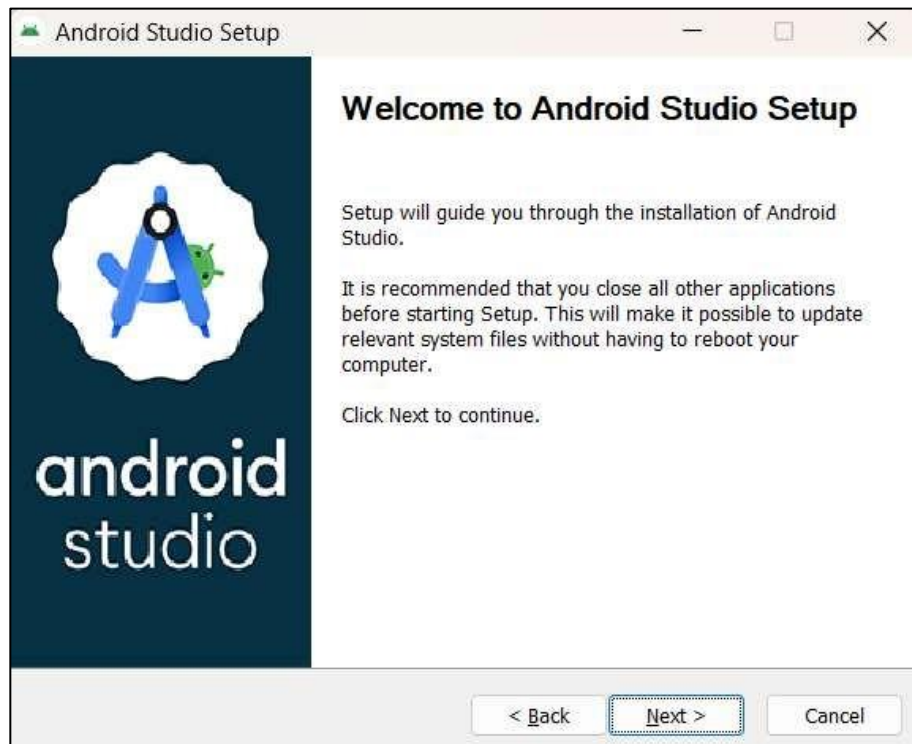 Android Studio Setup
Welcome to Android Studio Setup
Setup will guide you through the installation of Android
Studio.
It is recommended that you close all other applications
before starting Setup. This will make it possible to update
relevant system files without having to reboot your
computer.
Click Next to continue.
android
studio
< Back Next > Cancel